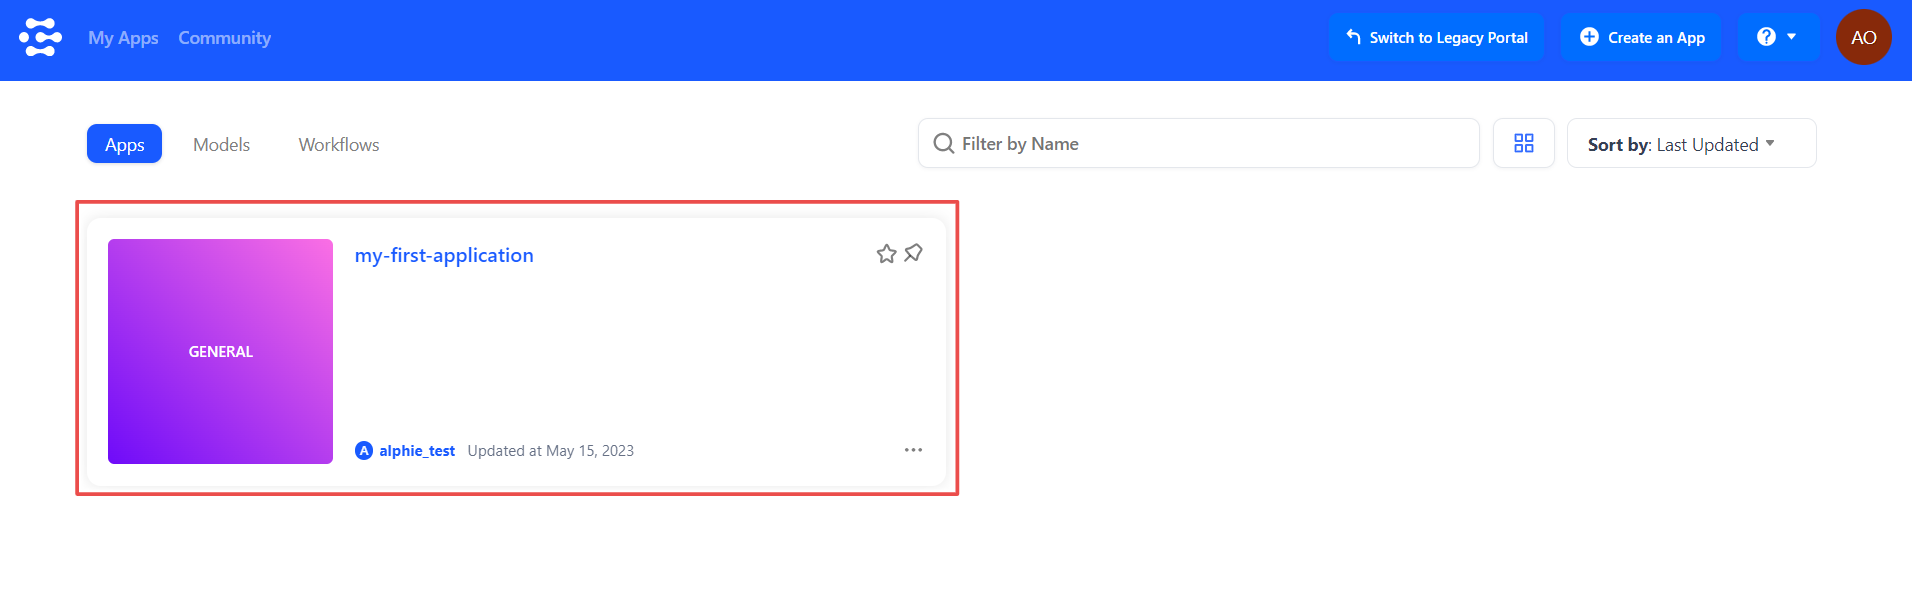 My Apps Community Switch to Legacy Portal Create an App ? AO
Apps Models Workflows Filter by Name Sort by: Last Updated
my-first-application
GENERAL
A alphie_test Updated at May 15, 2023